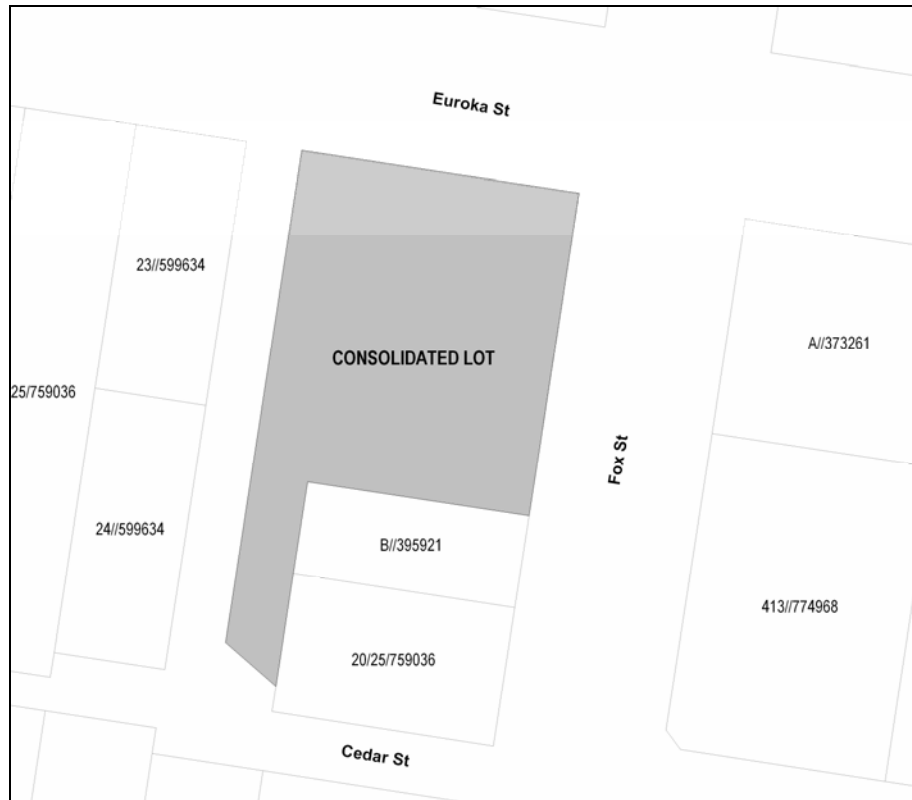 Euroka St
23//599634
A//373261
CONSOLIDATED LOT
25/759036
Fox St
24//599634
B//395921
413//774968
20/25/759036
Cedar St